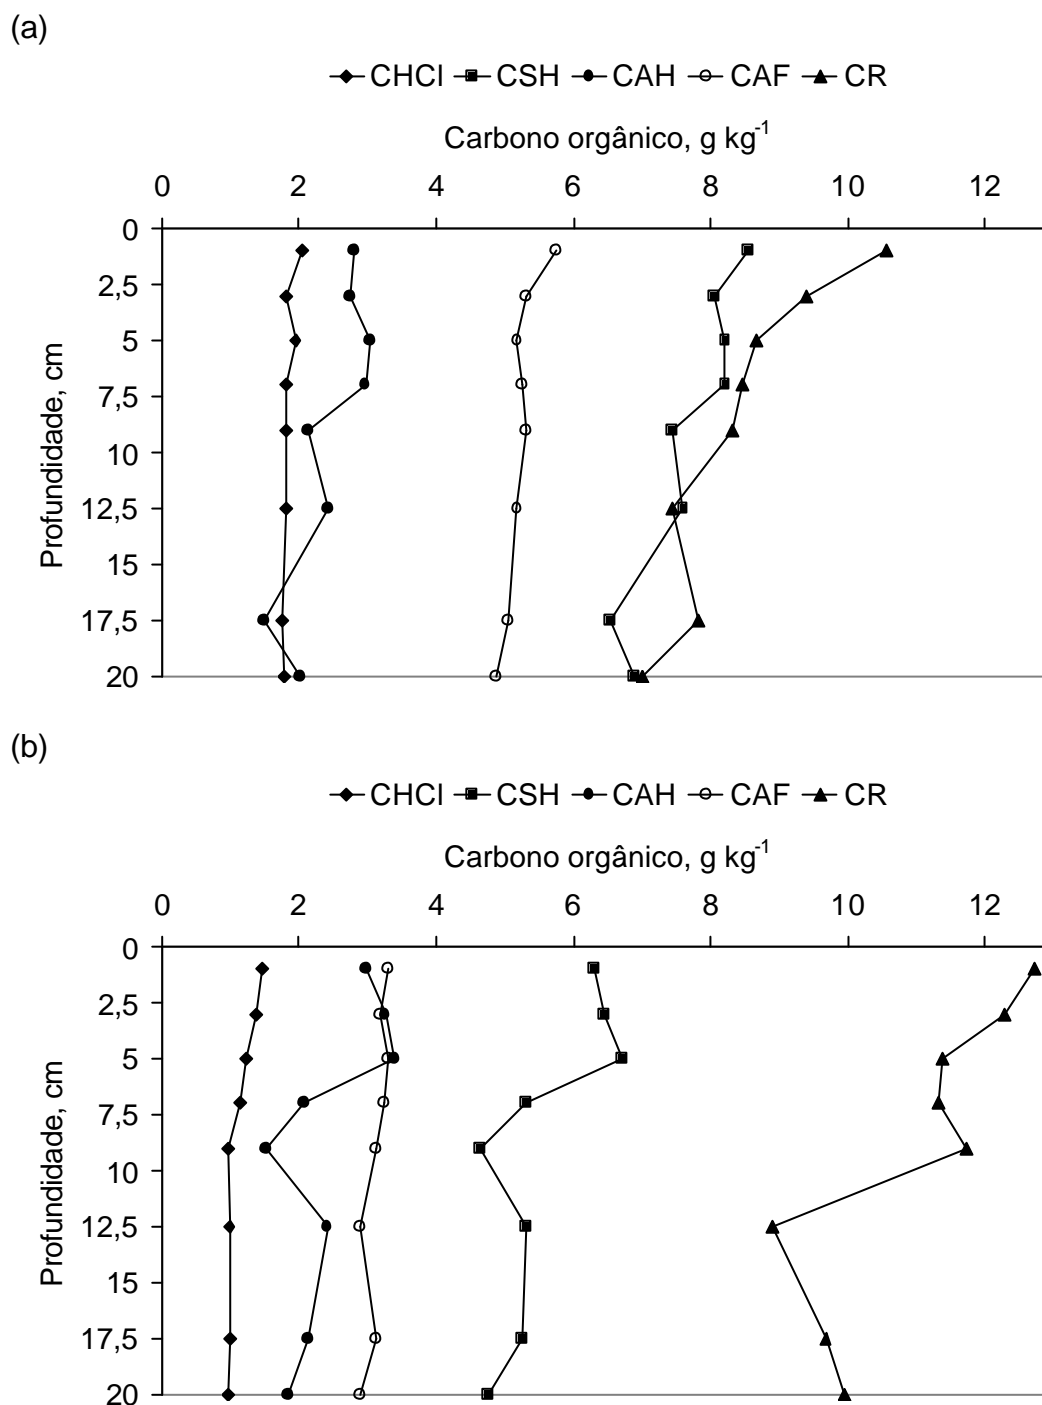 (a)
CHCl CSH CAH CAF CR
Carbono orgânico, g kg-1
0 2 4 6 8 10 12
Profundidade, cm
0
2,5
5
7,5
10
12,5
15
17,5
20
(b)
CHCl CSH CAH CAF CR
Carbono orgânico, g kg-1
0 2 4 6 8 10 12
Profundidade, cm
0
2,5
5
7,5
10
12,5
15
17,5
20